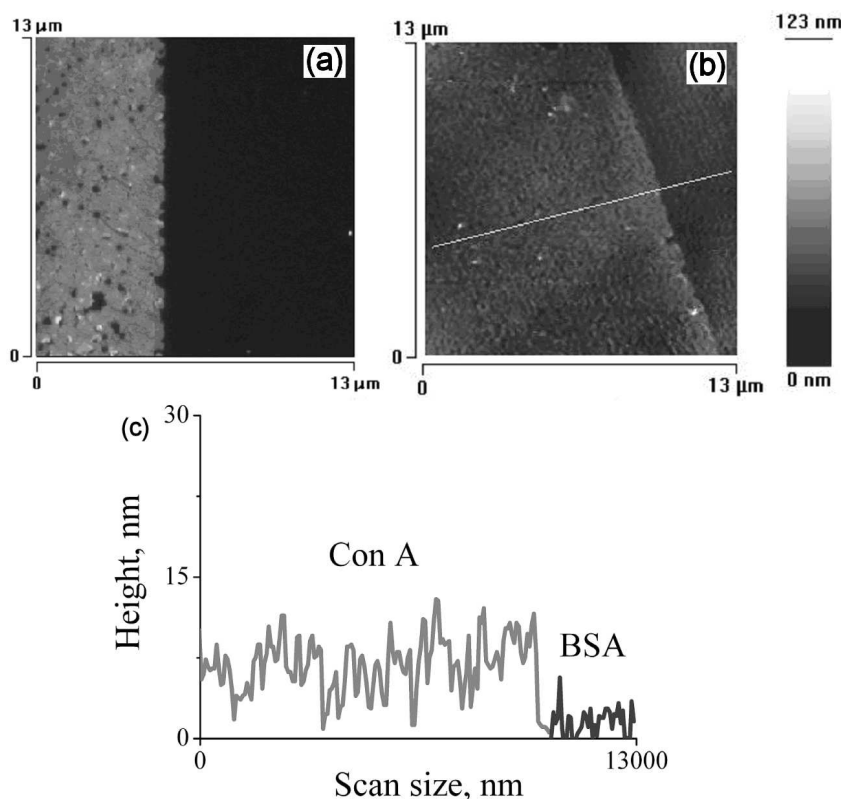 13 μm
(a)
0
0
13 μm
13 μm
(b)
0
0
13 μm
123 nm
0 nm
(c)
30
15
0
Height, nm
Con A
BSA
0
13000
Scan size, nm